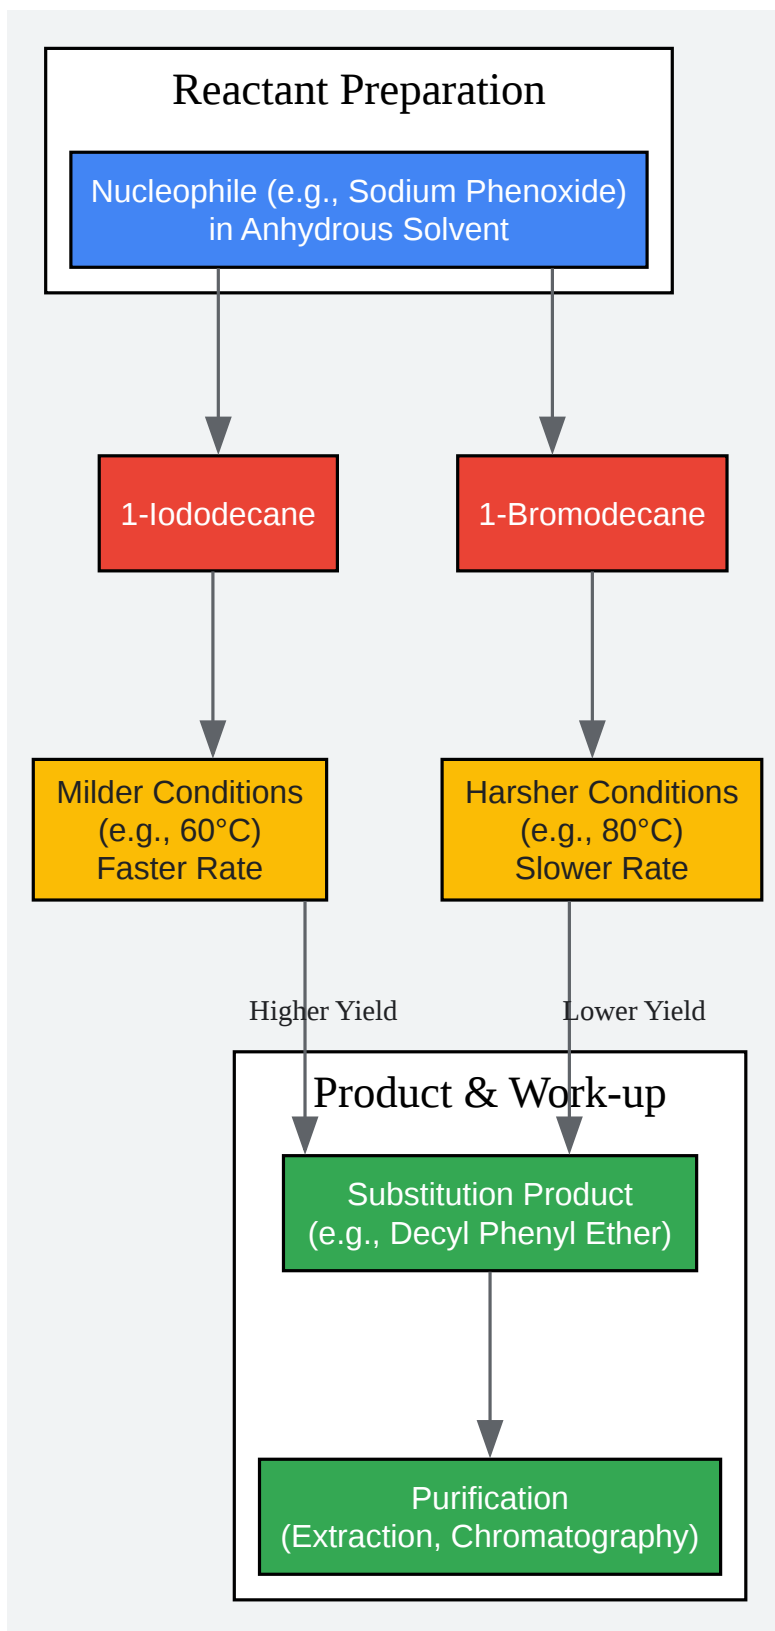 Reactant Preparation
Nucleophile (e.g., Sodium Phenoxide)
in Anhydrous Solvent
1-Iododecane
1-Bromodecane
Milder Conditions
(e.g., 60°C)
Faster Rate
Harsher Conditions
(e.g., 80°C)
Slower Rate
Higher Yield
Lower Yield
Product & Work-up
Substitution Product
(e.g., Decyl Phenyl Ether)
Purification
(Extraction, Chromatography)